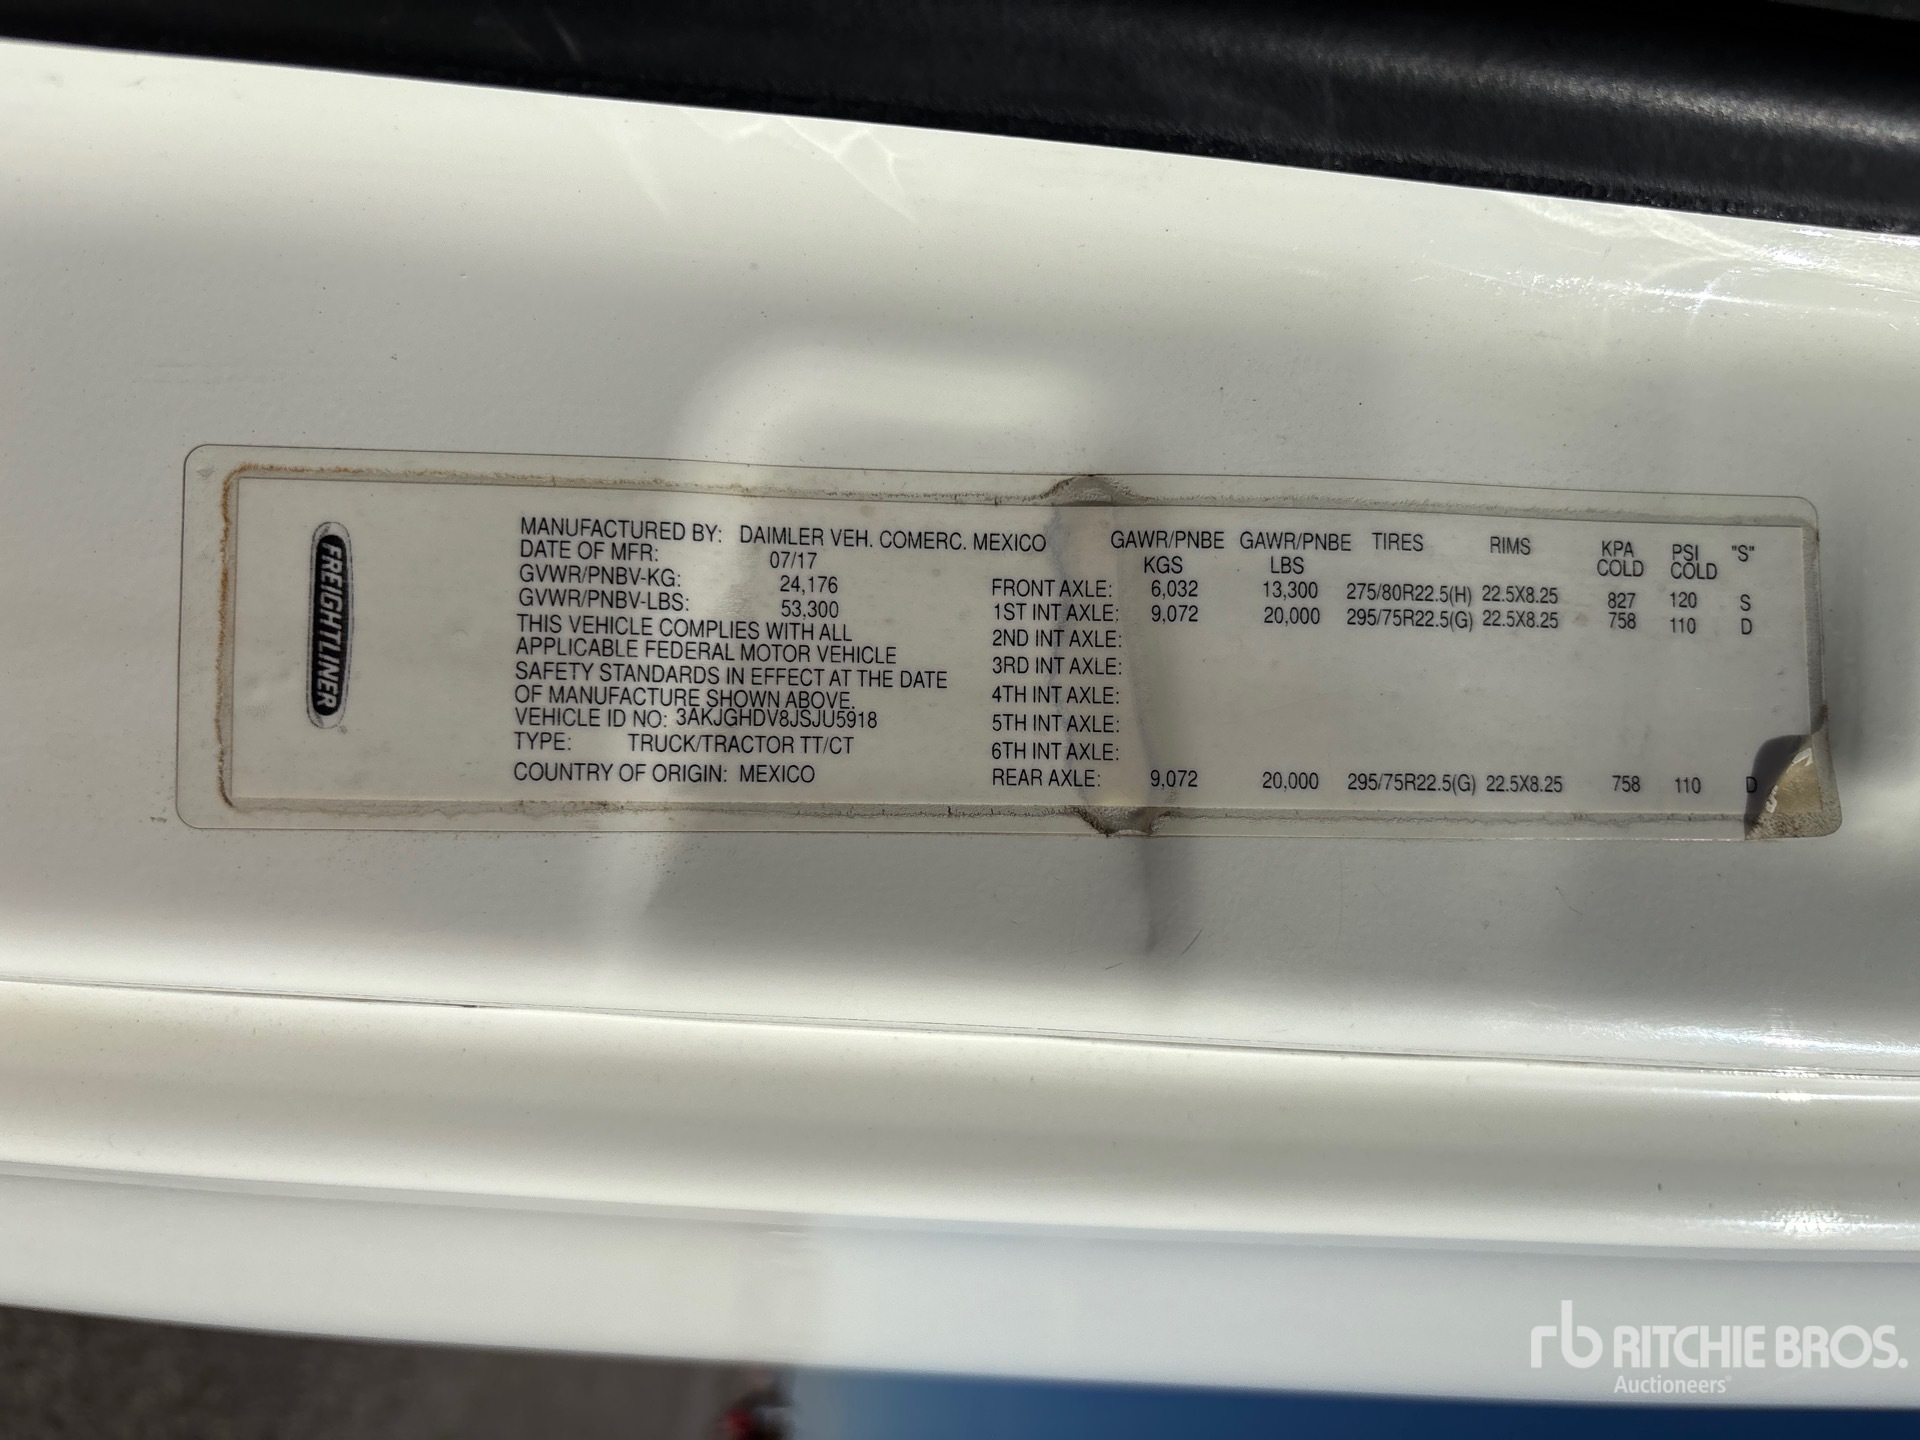 FREIGHTLINER
MANUFACTURED BY: DAIMLER VEH. COMERC. MEXICO
DATE OF MFR: 07/17
GVWR/PNBV-KG: 24,176
GVWR/PNBV-LBS: 53,300
THIS VEHICLE COMPLIES WITH ALL
APPLICABLE FEDERAL MOTOR VEHICLE
SAFETY STANDARDS IN EFFECT AT THE DATE
OF MANUFACTURE SHOWN ABOVE.
VEHICLE ID NO: 3AKJGHDV8JSJU5918
TYPE: TRUCK/TRACTOR TT/CT
COUNTRY OF ORIGIN: MEXICO
GAWR/PNBE GAWR/PNBE TIRES RIMS KPA PSI "S"
KGS LBS COLD COLD
FRONT AXLE: 6,032 13,300 275/80R22.5(H) 22.5X8.25 827 120 S
1ST INT AXLE: 9,072 20,000 295/75R22.5(G) 22.5X8.25 758 110 D
2ND INT AXLE:
3RD INT AXLE:
4TH INT AXLE:
5TH INT AXLE:
6TH INT AXLE:
REAR AXLE: 9,072 20,000 295/75R22.5(G) 22.5X8.25 758 110 D
rb RITCHIE BROS.
Auctioneers